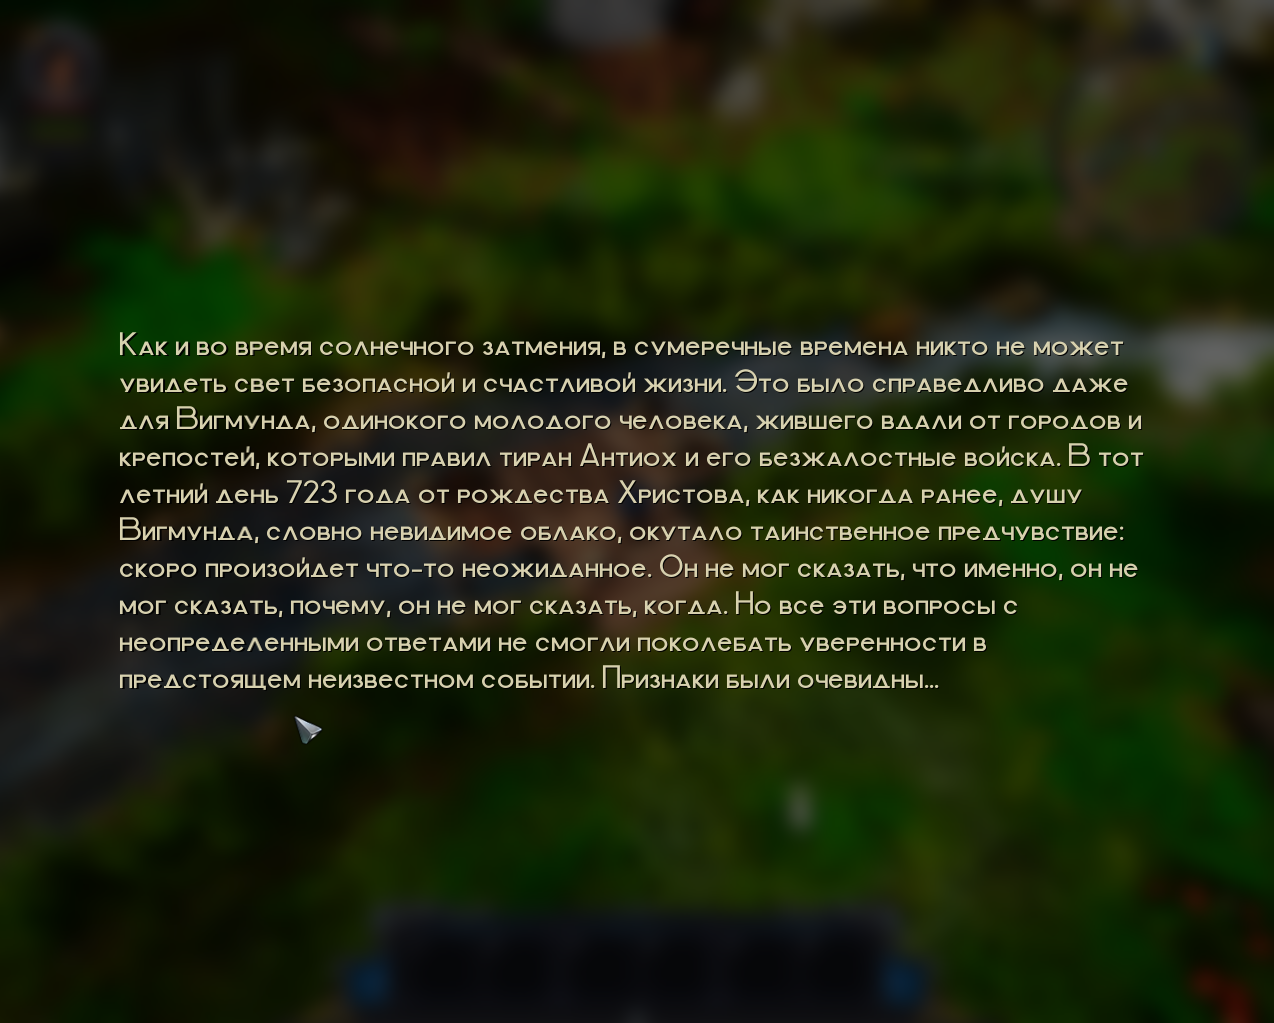 Как и во время солнечного затмения, в сумеречные времена никто не может
увидеть свет безопасной и счастливой жизни. Это было справедливо даже
для Вигмунда, одинокого молодого человека, жившего вдали от городов и
крепостей, которыми правил тиран Антиох и его безжалостные войска. В тот
летний день 723 года от рождества Христова, как никогда ранее, душу
Вигмунда, словно невидимое облако, окутало таинственное предчувствие:
скоро произойдет что-то неожиданное. Он не мог сказать, что именно, он не
мог сказать, почему, он не мог сказать, когда. Но все эти вопросы с
неопределенными ответами не смогли поколебать уверенности в
предстоящем неизвестном событии. Признаки были очевидны...